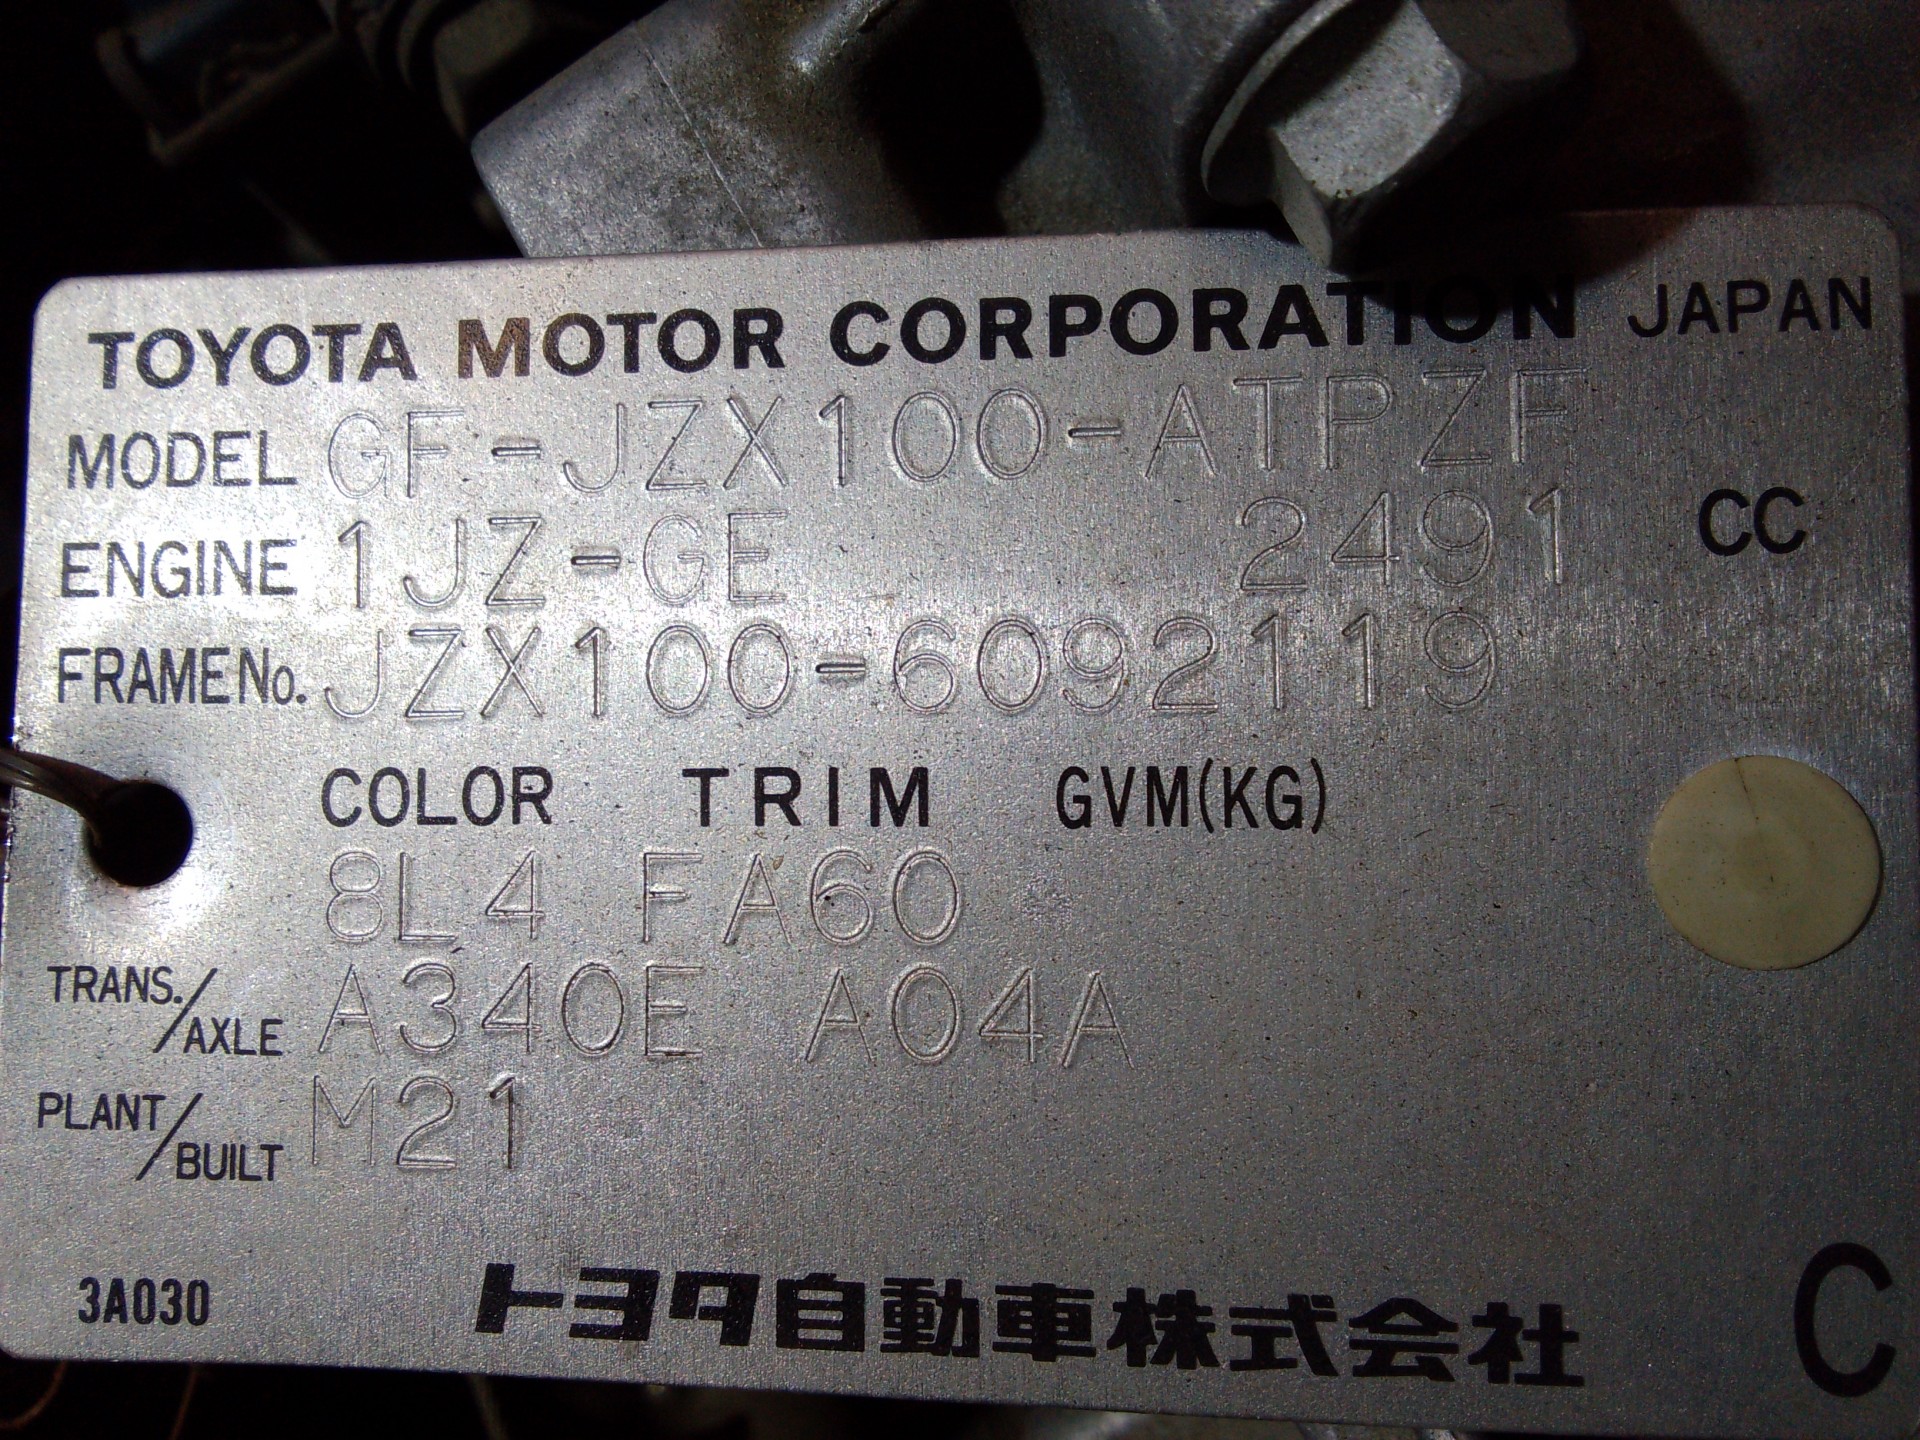 TOYOTA MOTOR CORPORATION JAPAN
MODEL GF-JZX100-ATPZF
ENGINE 1JZ-GE 2491 CC
FRAME No. JZX100-6092119
COLOR TRIM GVM(KG)
8L4 FA60
TRANS./AXLE A340E A04A
PLANT/BUILT M21
3A030 トヨタ自動車株式会社 C